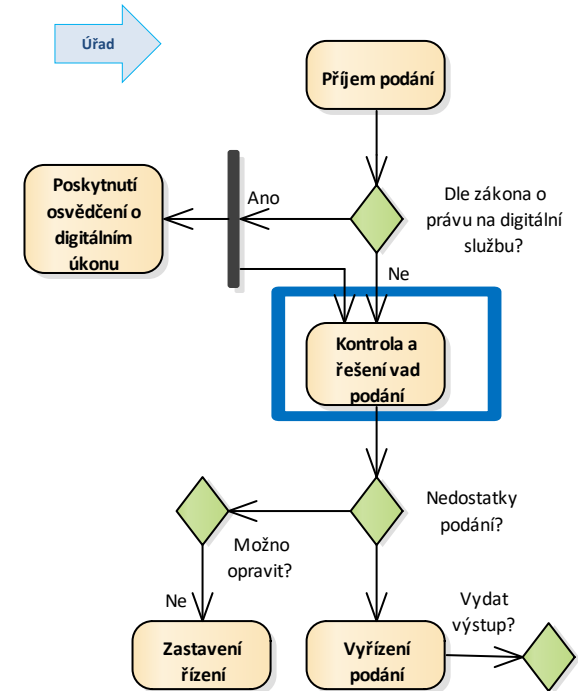 Úřad
Příjem podání
Poskytnutí
osvědčení o
digitálním
úkonu
Ano
Dle zákona o
právu na digitální
službu?
Ne
Kontrola a
řešení vad
podání
Nedostatky
podání?
Možno
opravit?
Ne
Vydat
výstup?
Zastavení
řízení
Vyřízení
podání